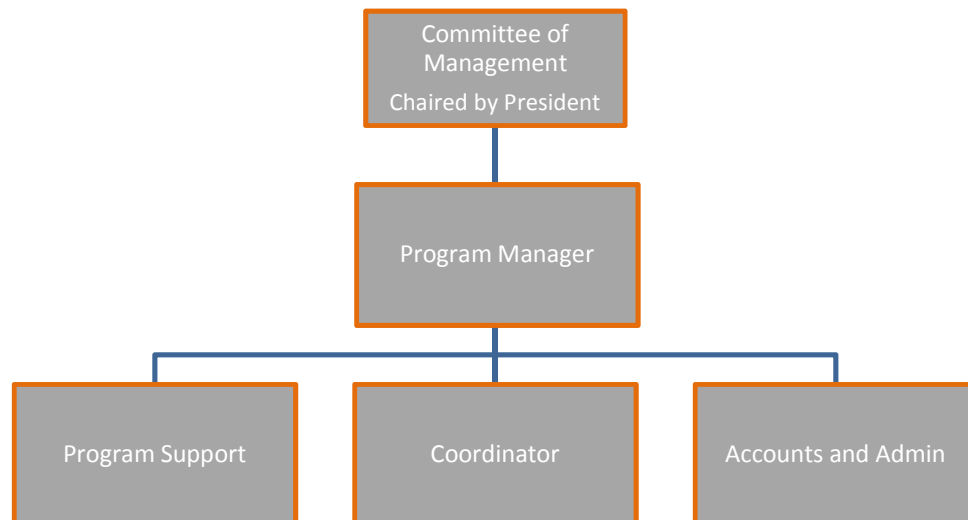 Committee of
Management
Chaired by President
Program Manager
Program Support
Coordinator
Accounts and Admin